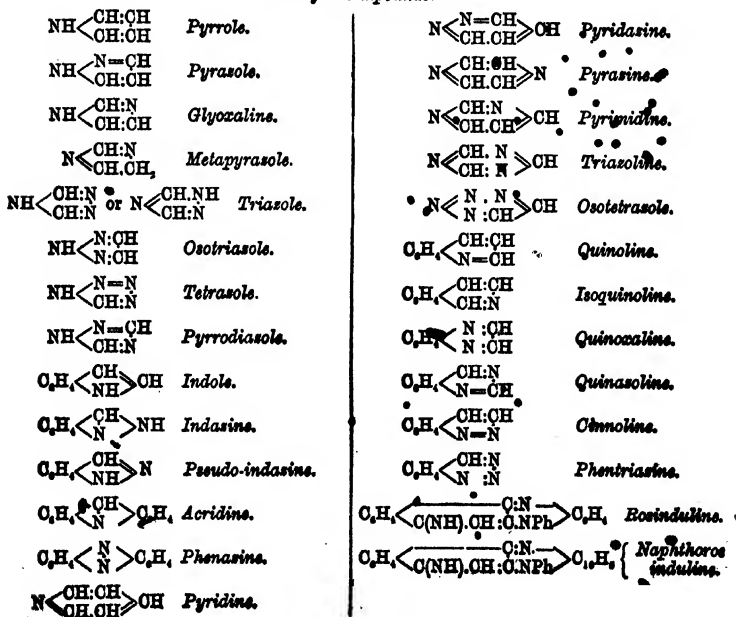 NH<CH:CH CH:CH Pyrrole.
NH<N=CH CH:CH Pyrazole.
NH<CH:N CH:CH Glyoxaline.
N<CH:N CH.CH₂ Metapyrazole.
NH<CH:N CH:N or N<CH.NH CH:N Triazole.
NH<N:CH N:CH Osotriazole.
NH<N=N CH:N Tetrazole.
NH<N=CH CH:N Pyrrodiazole.
C₆H₄<CH NH>CH Indole.
C₆H₄<CH N>NH Indazine.
C₆H₄<CH NH>N Pseudo-indazine.
C₆H₄<CH N>C₆H₄ Acridine.
C₆H₄<N N>C₆H₄ Phenazine.
N<CH:CH CH.CH>CH Pyridine.
N<N=CH CH.CH>CH Pyridazine.
N<CH:CH CH.CH>N Pyrazine.
N<CH:N CH.CH>CH Pyrimidine.
N<CH.N CH:N>CH Triazoline.
N<N.N N:CH>CH Osotetrazole.
C₆H₄<CH:CH N=CH Quinoline.
C₆H₄<CH:CH CH:N Isoquinoline.
C₆H₄<N:CH N:CH Quinoxaline.
C₆H₄<CH:N N=CH Quinazoline.
C₆H₄<CH:CH N=N Cinnoline.
C₆H₄<CH:N N:N Phentriazine.
C₆H₄<C:N C(NH).CH:C.NPh>C₆H₄ Rosinduline.
C₆H₄<C:N. C(NH).CH:C.NPh>C₁₀H₆ { Naphthoros
induline.